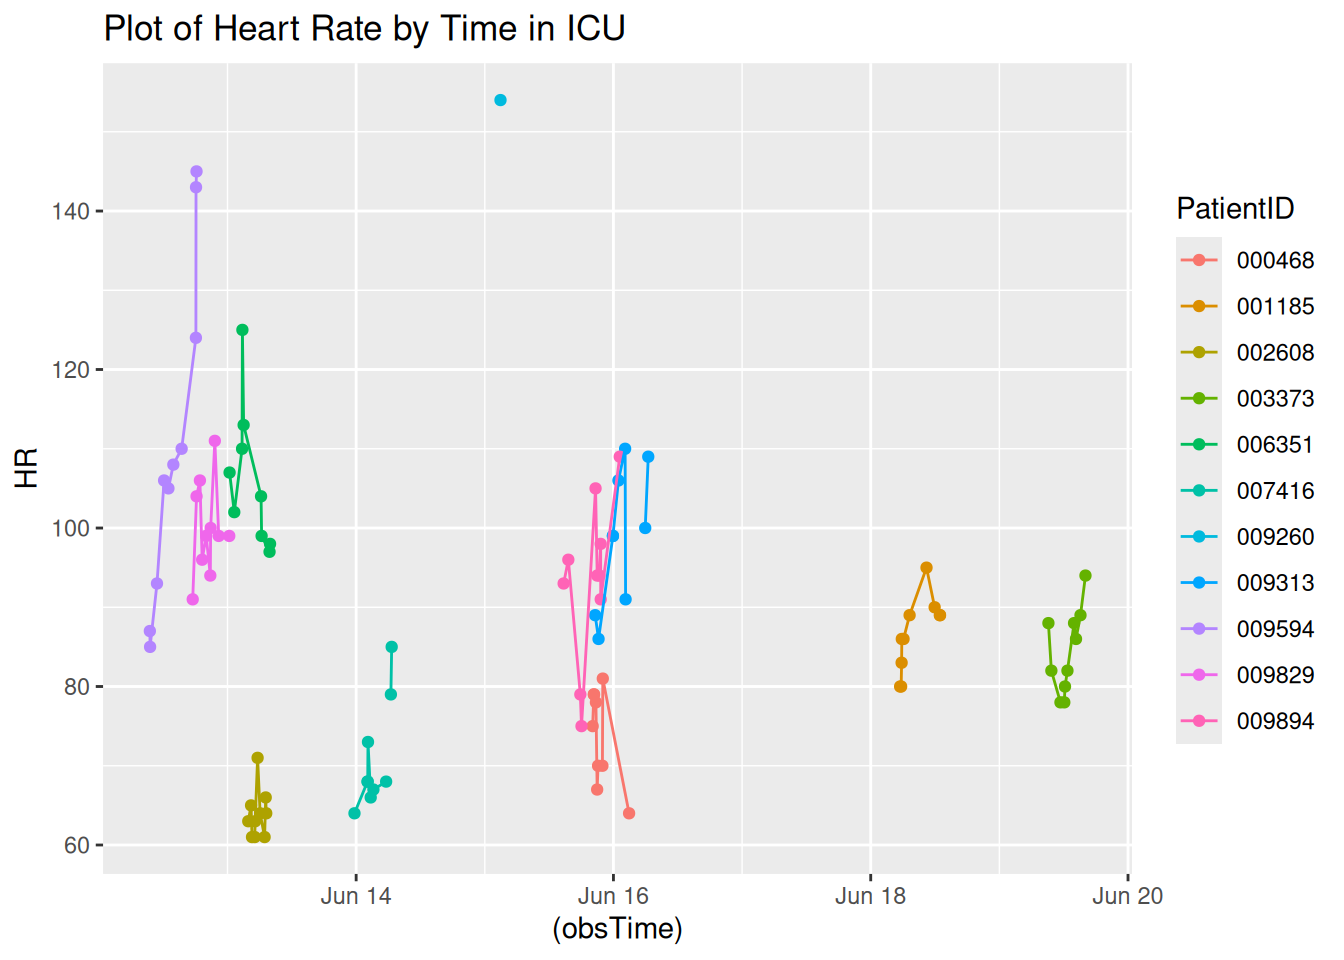 Plot of Heart Rate by Time in ICU
HR
140
120
100
80
60
Jun 14
Jun 16
Jun 18
Jun 20
(obsTime)
PatientID
000468
001185
002608
003373
006351
007416
009260
009313
009594
009829
009894